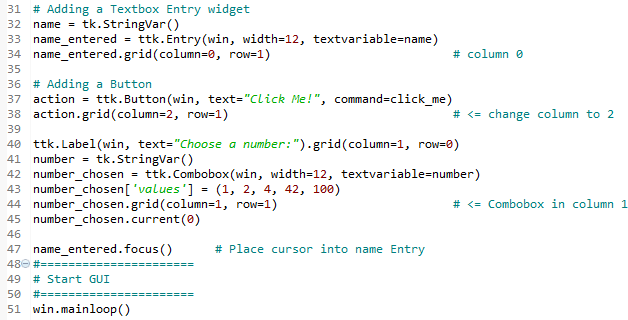 31 # Adding a Textbox Entry widget
32 name = tk.StringVar()
33 name_entered = ttk.Entry(win, width=12, textvariable=name)
34 name_entered.grid(column=0, row=1)                          # column 0
35
36 # Adding a Button
37 action = ttk.Button(win, text="Click Me!", command=click_me)
38 action.grid(column=2, row=1)                                # <= change column to 2
39
40 ttk.Label(win, text="Choose a number:").grid(column=1, row=0)
41 number = tk.StringVar()
42 number_chosen = ttk.Combobox(win, width=12, textvariable=number)
43 number_chosen['values'] = (1, 2, 4, 42, 100)
44 number_chosen.grid(column=1, row=1)                         # <= Combobox in column 1
45 number_chosen.current(0)
46
47 name_entered.focus()      # Place cursor into name Entry
48 #======================
49 # Start GUI
50 #======================
51 win.mainloop()